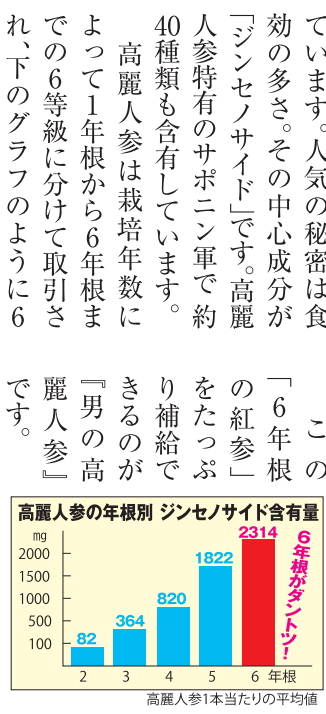 ています。人気の秘密は食
効の多さ。その中心成分が
「ジンセノサイド」です。高麗
人参特有のサポニン軍で約
40種類も含有しています。
高麗人参は栽培年数に
よって1年根から6年根ま
での6等級に分けて取引さ
れ、下のグラフのように6
この
「6年根
の紅参」
をたっぷ
り補給で
きるのが
『男の高
麗人参』
です。
高麗人参の年根別 ジンセノサイド含有量
mg
2000
1500
1000
500
100
82
364
820
1822
2314
6年根がダントツ!
2 3 4 5 6 年根
高麗人参1本当たりの平均値